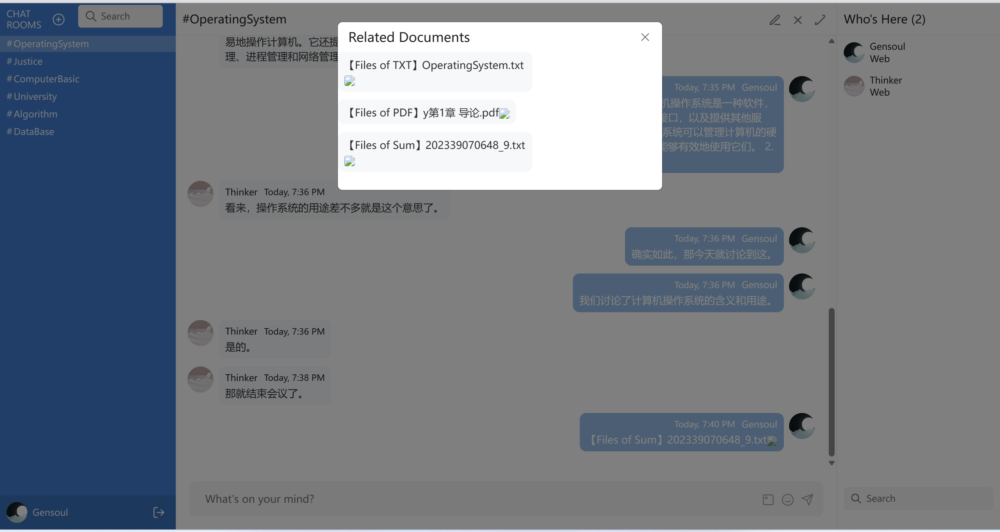 CHAT
ROOMS
Search
#OperatingSystem
#Justice
#ComputerBasic
#University
#Algorithm
#DataBase
Gensoul
#OperatingSystem
易地操作计算机。它还提
理、进程管理和网络管理
Related Documents
【Files of TXT】OperatingSystem.txt
【Files of PDF】y第1章 导论.pdf
【Files of Sum】202339070648_9.txt
Today, 7:35 PM Gensoul
机操作系统是一种软件，
接口，以及提供其他服
系统可以管理计算机的硬
能够有效地使用它们。 2.
Thinker Today, 7:36 PM
看来，操作系统的用途差不多就是这个意思了。
Today, 7:36 PM Gensoul
确实如此，那今天就讨论到这。
Today, 7:36 PM Gensoul
我们讨论了计算机操作系统的含义和用途。
Thinker Today, 7:36 PM
是的。
Thinker Today, 7:38 PM
那就结束会议了。
Today, 7:40 PM Gensoul
【Files of Sum】202339070648_9.txt
What's on your mind?
Who's Here (2)
Gensoul
Web
Thinker
Web
Search